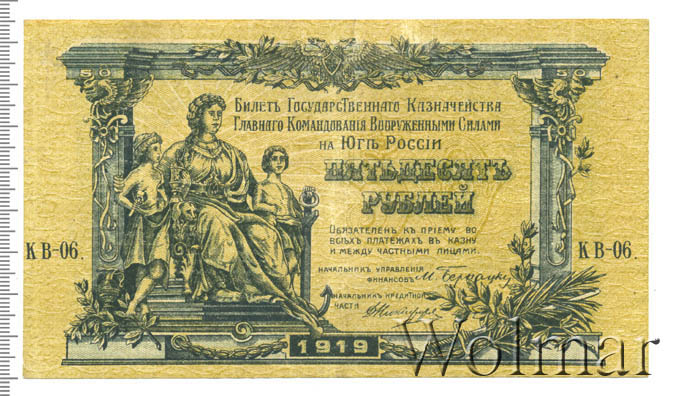 50 50
Билетъ Государственнаго Казначейства
Главнаго Командованія Вооруженными Силами
на Югѣ Россіи
ПЯТЬДЕСЯТЪ
РУБЛЕЙ
Обязателенъ къ пріему во
всѣхъ платежахъ въ казну
и между частными лицами.
КВ-06. КВ-06.
НАЧАЛЬНИКЪ УПРАВЛЕНІЯ
ФИНАНСОВЪ
НАЧАЛЬНИКЪ КРЕДИТНОЙ
ЧАСТИ
1919
Wolmar